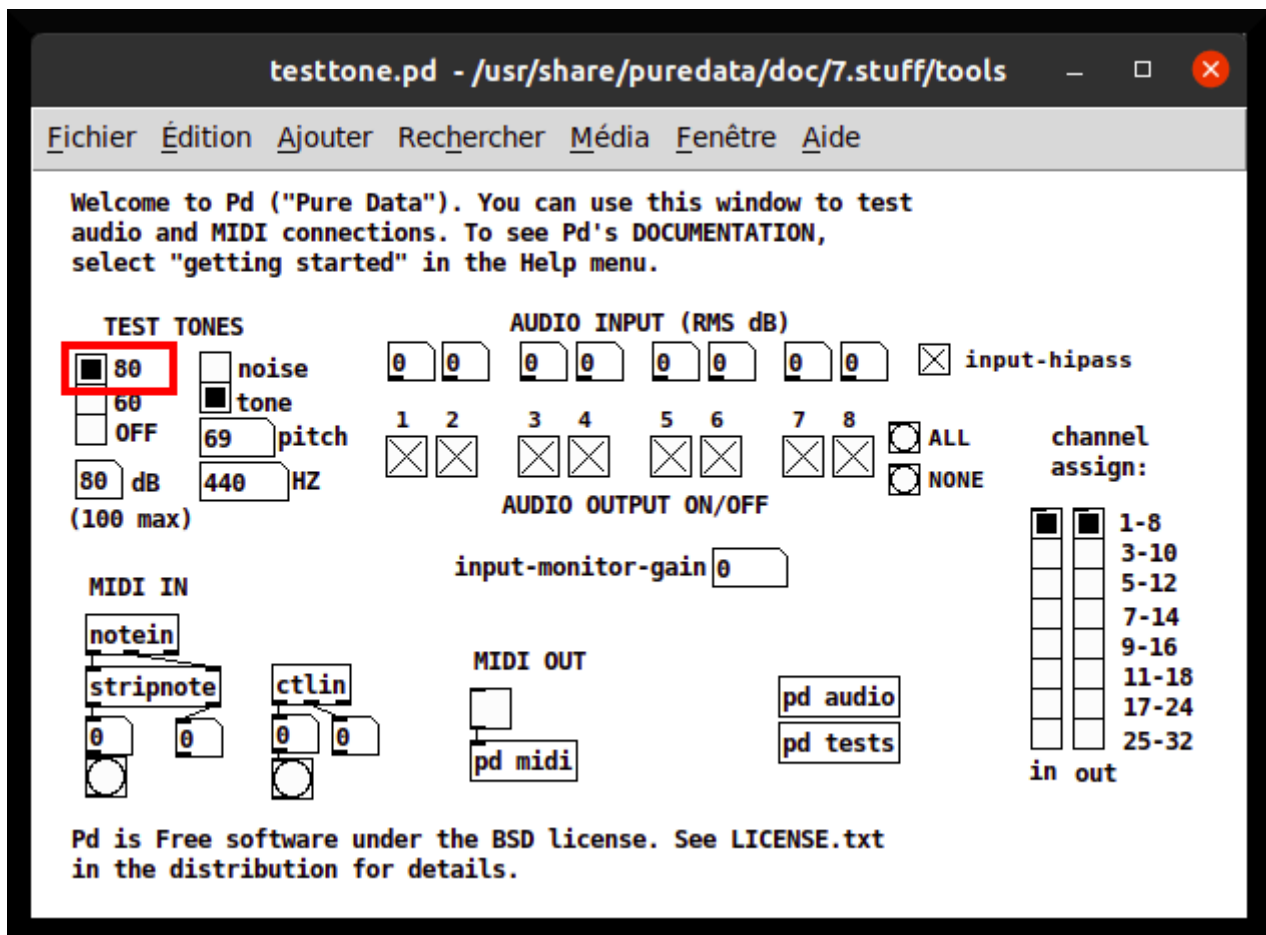 testtone.pd - /usr/share/puredata/doc/7.stuff/tools
Fichier Édition Ajouter Rechercher Média Fenêtre Aide
Welcome to Pd ("Pure Data"). You can use this window to test
audio and MIDI connections. To see Pd's DOCUMENTATION,
select "getting started" in the Help menu.
TEST TONES
80
60
OFF
80 dB
(100 max)
noise
tone
69 pitch
440 HZ
AUDIO INPUT (RMS dB)
0 0 0 0 0 0 0 0
input-hipass
1 2 3 4 5 6 7 8
ALL
NONE
AUDIO OUTPUT ON/OFF
input-monitor-gain 0
channel
assign:
1-8
3-10
5-12
7-14
9-16
11-18
17-24
25-32
in out
MIDI IN
notein
stripnote
0 0
ctlin
0 0
MIDI OUT
pd midi
pd audio
pd tests
Pd is Free software under the BSD license. See LICENSE.txt
in the distribution for details.